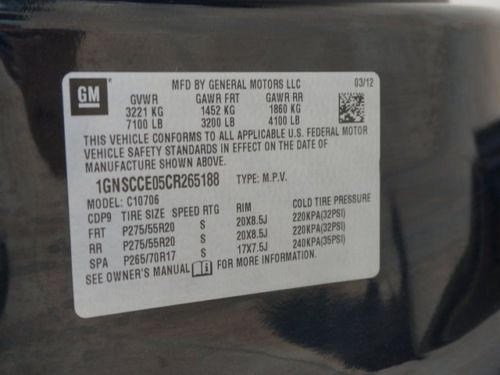 GM
MFD BY GENERAL MOTORS LLC 03/12
GVWR GAWR FRT GAWR RR
3221 KG 1452 KG 1860 KG
7100 LB 3200 LB 4100 LB
THIS VEHICLE CONFORMS TO ALL APPLICABLE U.S. FEDERAL MOTOR
VEHICLE SAFETY STANDARDS IN EFFECT ON THE DATE OF
MANUFACTURE SHOWN ABOVE.
1GNSCCE05CR265188 TYPE: M.P.V.
MODEL: C10706
CDP9 TIRE SIZE SPEED RTG RIM COLD TIRE PRESSURE
FRT P275/55R20 S 20X8.5J 220KPA(32PSI)
RR P275/55R20 S 20X8.5J 220KPA(32PSI)
SPA P265/70R17 S 17X7.5J 240KPA(35PSI)
SEE OWNER'S MANUAL FOR MORE INFORMATION.